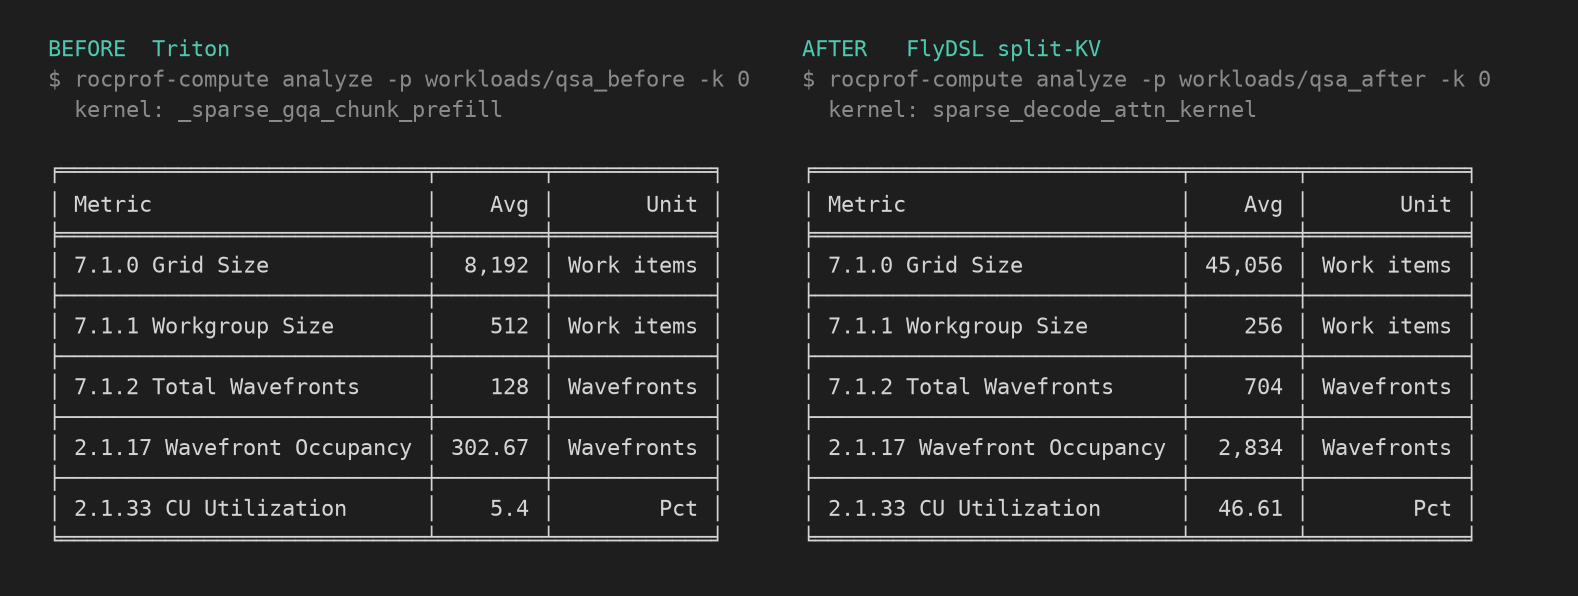 BEFORE  Triton
$ rocprof-compute analyze -p workloads/qsa_before -k 0
kernel: _sparse_gqa_chunk_prefill
Metric Avg Unit
7.1.0 Grid Size 8,192 Work items
7.1.1 Workgroup Size 512 Work items
7.1.2 Total Wavefronts 128 Wavefronts
2.1.17 Wavefront Occupancy 302.67 Wavefronts
2.1.33 CU Utilization 5.4 Pct
AFTER   FlyDSL split-KV
$ rocprof-compute analyze -p workloads/qsa_after -k 0
kernel: sparse_decode_attn_kernel
Metric Avg Unit
7.1.0 Grid Size 45,056 Work items
7.1.1 Workgroup Size 256 Work items
7.1.2 Total Wavefronts 704 Wavefronts
2.1.17 Wavefront Occupancy 2,834 Wavefronts
2.1.33 CU Utilization 46.61 Pct